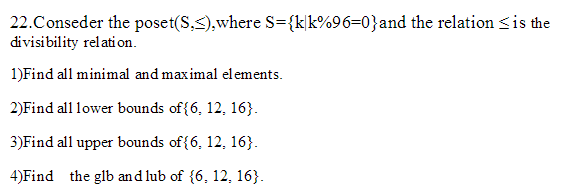 22.Conseder the poset(S,≤),where S={k|k%96=0}and the relation ≤ is the
divisibility relation.
1)Find all minimal and maximal elements.
2)Find all lower bounds of{6, 12, 16}.
3)Find all upper bounds of{6, 12, 16}.
4)Find the glb and lub of {6, 12, 16}.